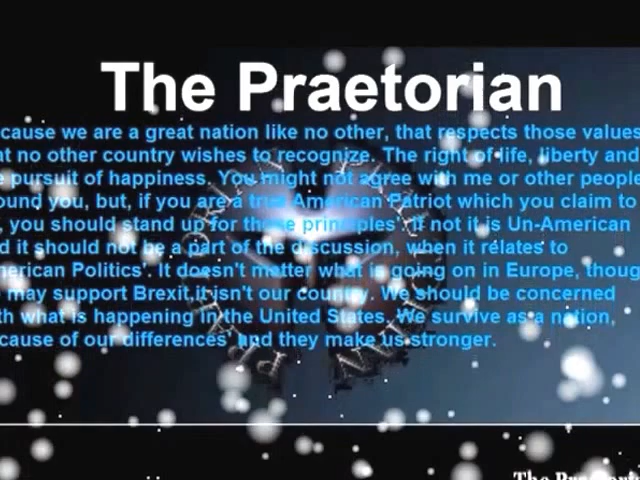 The Praetorian
cause we are a great nation like no other, that respects those values
at no other country wishes to recognize. The right of life, liberty and
e pursuit of happiness. You might not agree with me or other people
ound you, but, if you are a true American Patriot which you claim to
, you should stand up for those principles'. If not it is Un-American
d it should not be a part of the discussion, when it relates to
merican Politics'. It doesn't matter what is going on in Europe, thoug
may support Brexit,it isn't our country. We should be concerned
th what is happening in the United States. We survive as a nation,
cause of our differences' and they make us stronger.
The Praetori